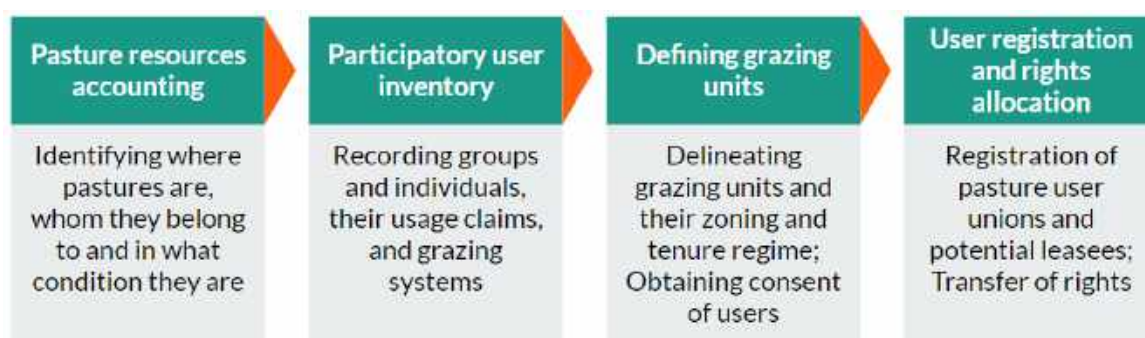 Pasture resources
accounting
Identifying where
pastures are,
whom they belong
to and in what
condition they are
Participatory user
inventory
Recording groups
and individuals,
their usage claims,
and grazing
systems
Defining grazing
units
Delineating
grazing units and
their zoning and
tenure regime;
Obtaining consent
of users
User registration
and rights
allocation
Registration of
pasture user
unions and
potential leasees;
Transfer of rights